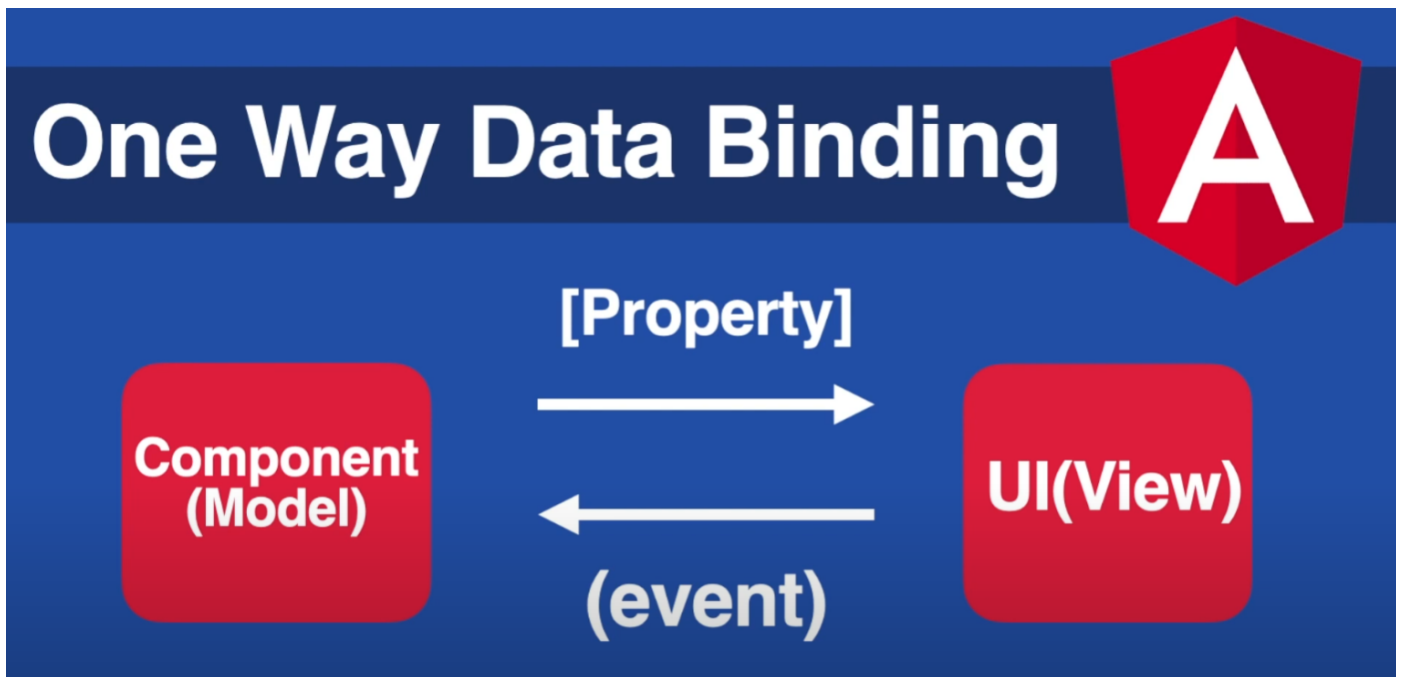 One Way Data Binding
A
[Property]
Component
(Model)
UI(View)
(event)